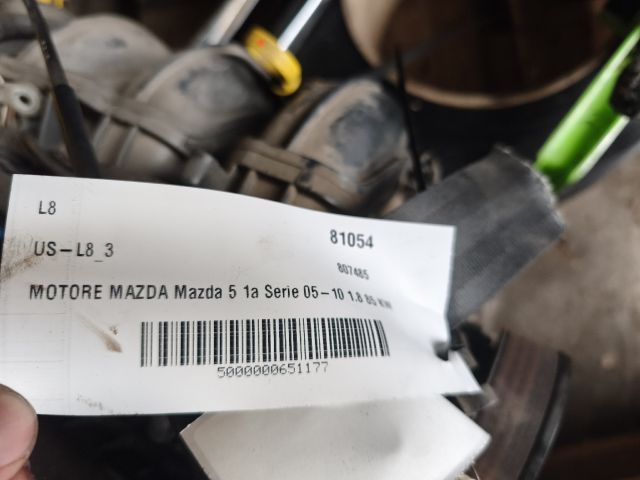 L8
81054
US-L8_3
807485
MOTORE MAZDA Mazda 5 1a Serie 05-10 1.8 85 KW
5000000651177